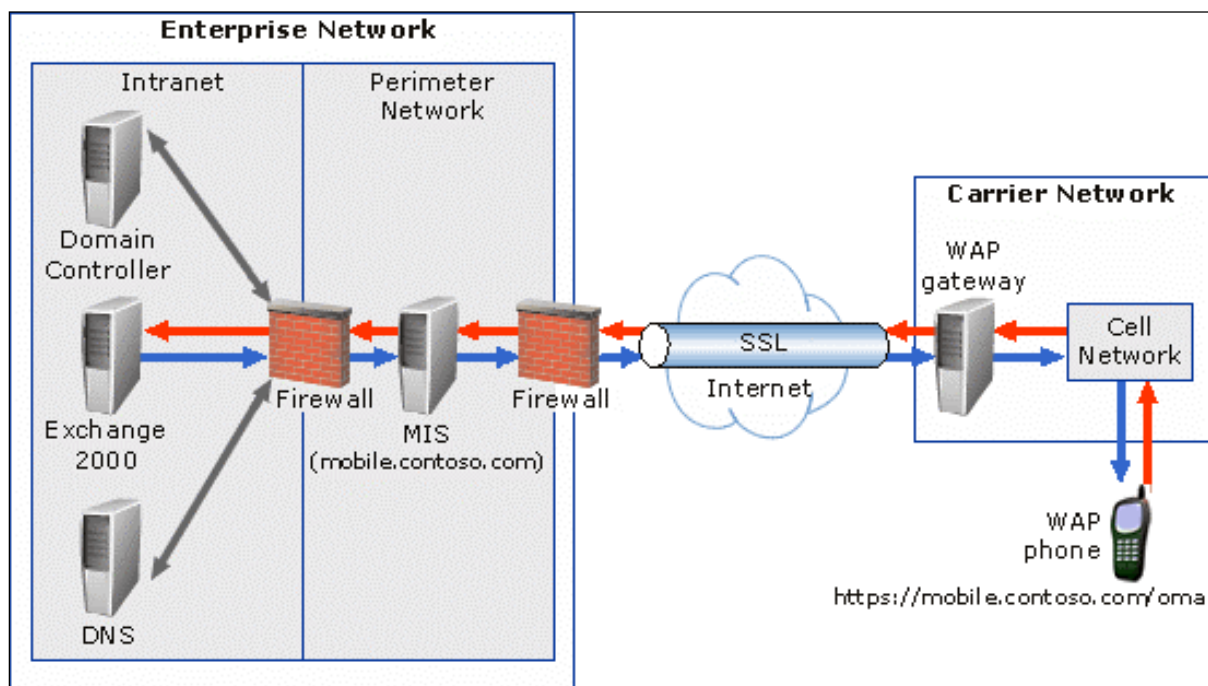 Enterprise Network
Intranet
Perimeter
Network
Domain
Controller
Exchange
2000
DNS
Firewall
MIS
(mobile.contoso.com)
Firewall
SSL
Internet
Carrier Network
WAP
gateway
Cell
Network
WAP
phone
https://mobile.contoso.com/oma